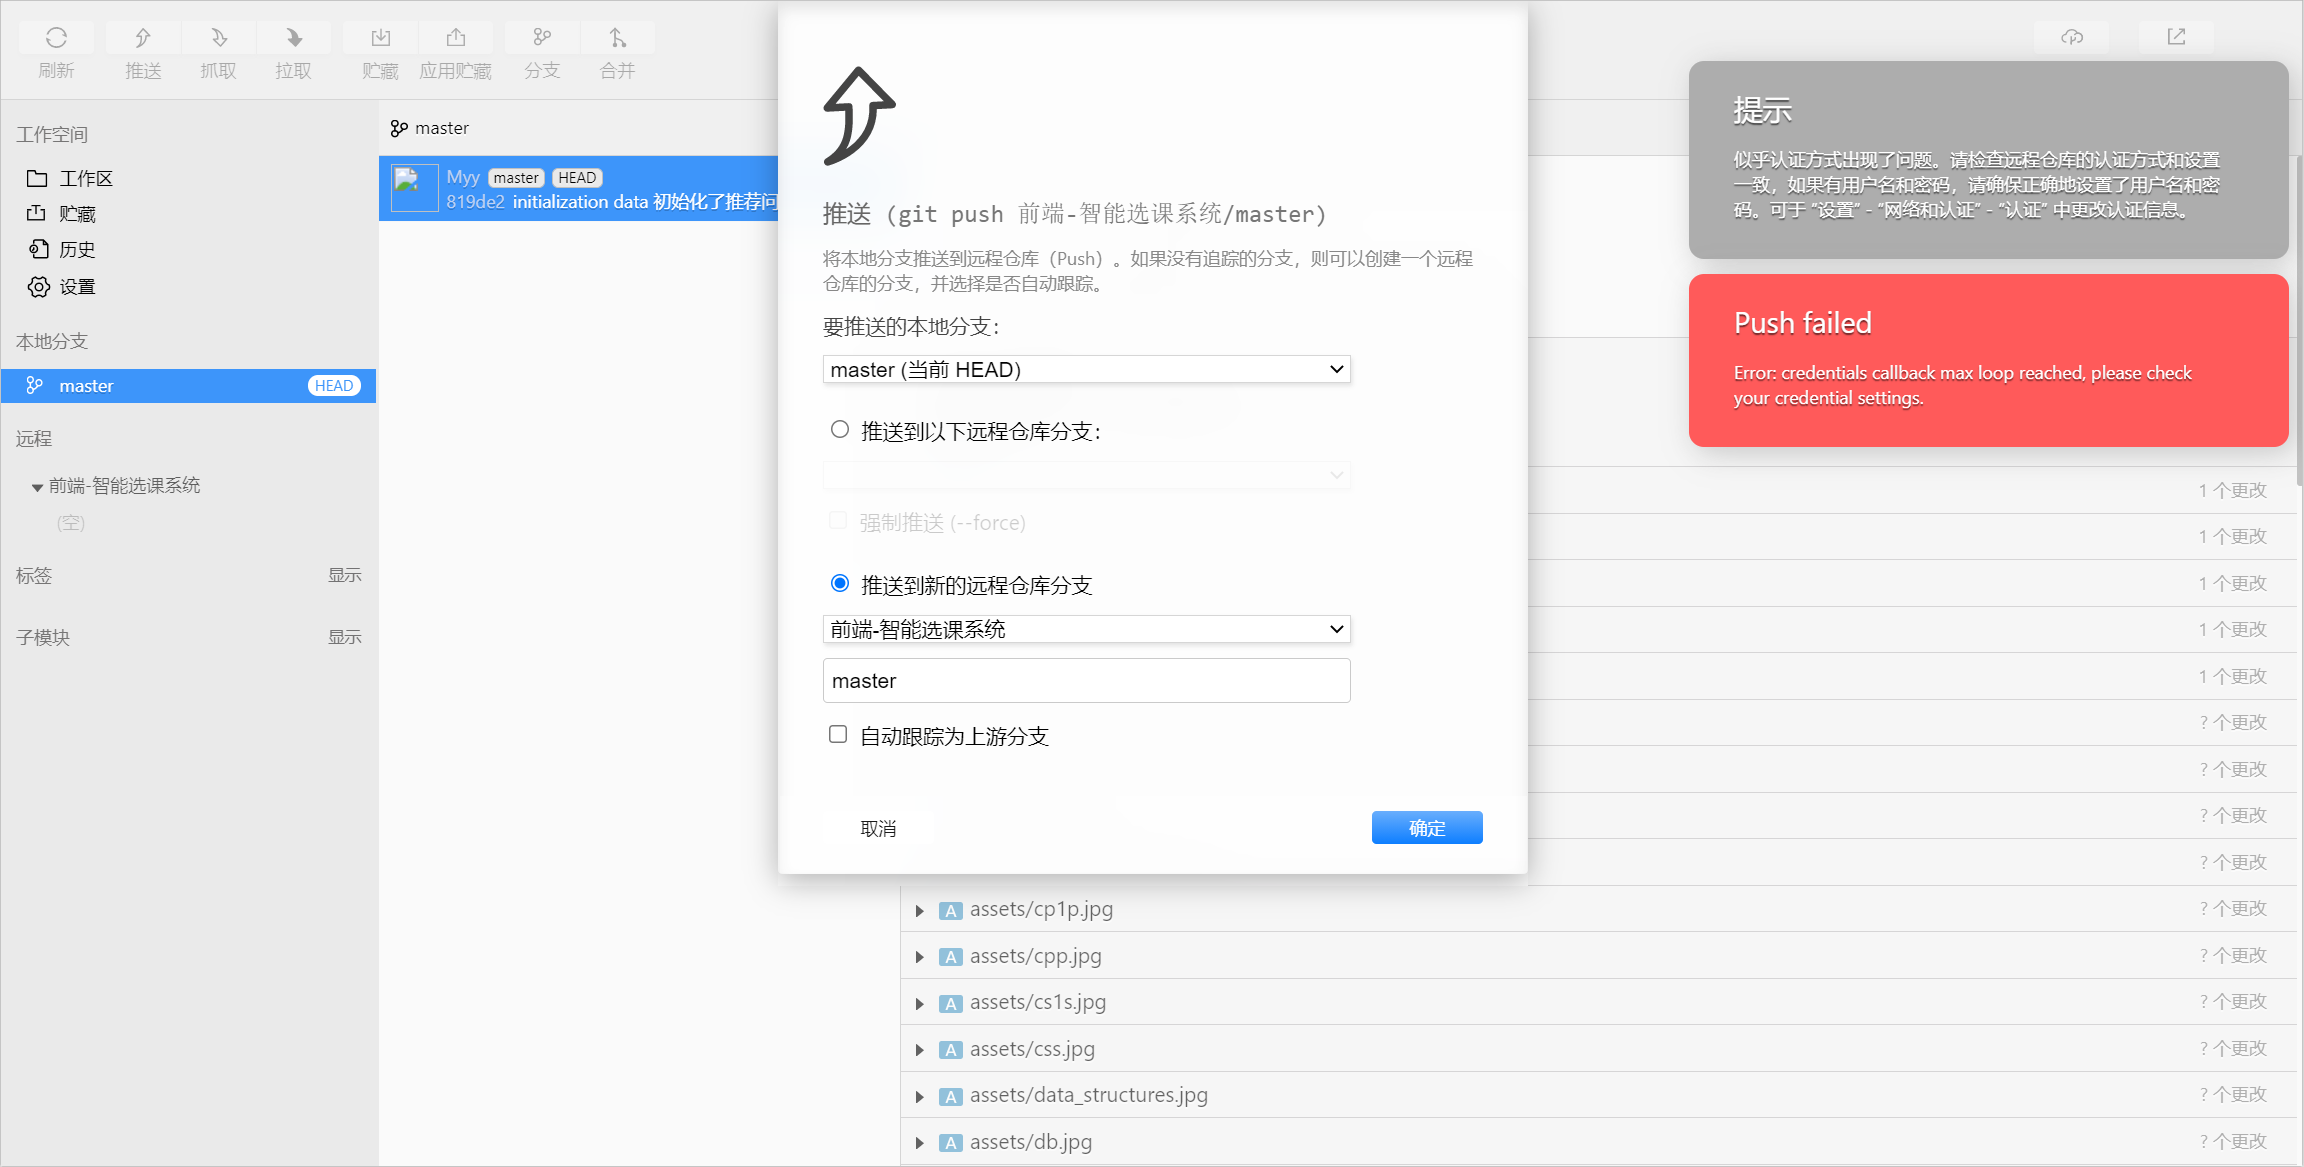 刷新
推送
抓取
拉取
贮藏
应用贮藏
分支
合并
工作空间
工作区
贮藏
历史
设置
本地分支
master HEAD
远程
前端-智能选课系统
(空)
标签 显示
子模块 显示
master
Myy master HEAD
819de2 initialization data 初始化了推荐问
推送 (git push 前端-智能选课系统/master)
将本地分支推送到远程仓库（Push）。如果没有追踪的分支，则可以创建一个远程
仓库的分支，并选择是否自动跟踪。
要推送的本地分支：
master (当前 HEAD)
推送到以下远程仓库分支：
强制推送 (--force)
推送到新的远程仓库分支
前端-智能选课系统
master
自动跟踪为上游分支
取消
确定
提示
似乎认证方式出现了问题。请检查远程仓库的认证方式和设置
一致，如果有用户名和密码，请确保正确地设置了用户名和密
码。可于 “设置” - “网络和认证” - “认证” 中更改认证信息。
Push failed
Error: credentials callback max loop reached, please check
your credential settings.
1 个更改
1 个更改
1 个更改
1 个更改
1 个更改
? 个更改
? 个更改
? 个更改
? 个更改
A assets/cp1p.jpg ? 个更改
A assets/cpp.jpg ? 个更改
A assets/cs1s.jpg ? 个更改
A assets/css.jpg ? 个更改
A assets/data_structures.jpg ? 个更改
A assets/db.jpg ? 个更改